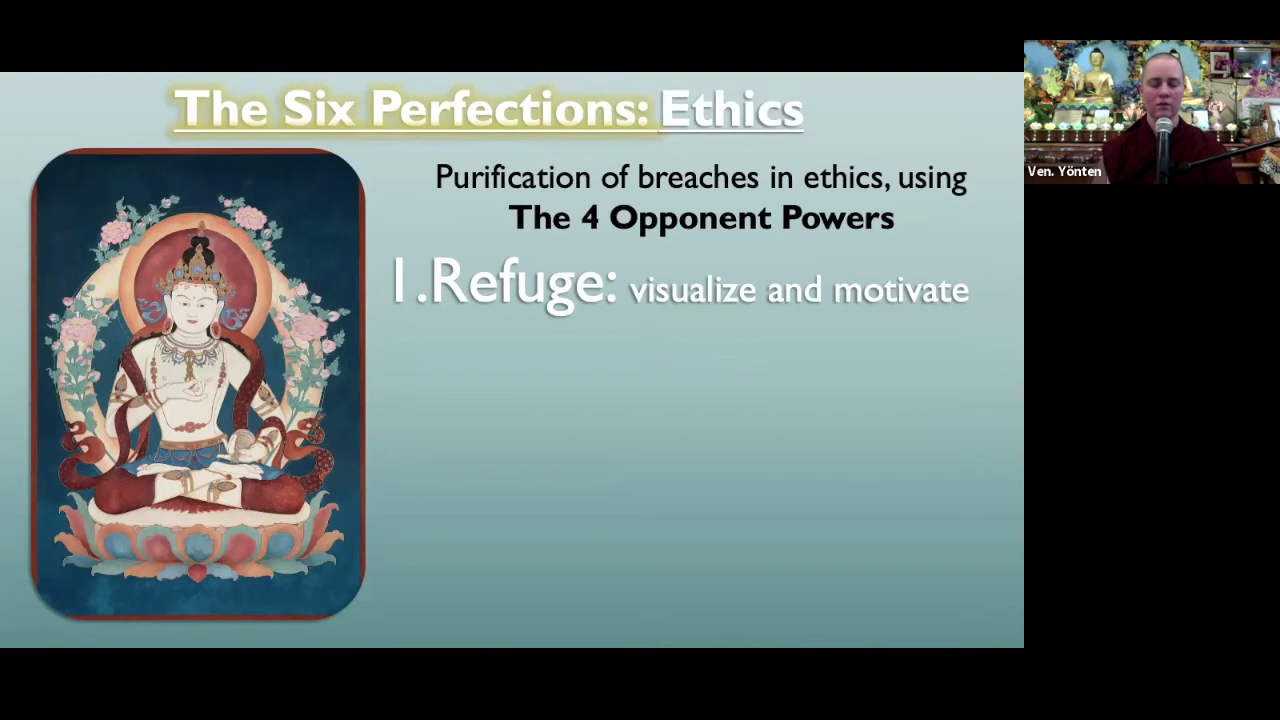 The Six Perfections: Ethics
Purification of breaches in ethics, using
The 4 Opponent Powers
1.Refuge: visualize and motivate
Ven. Yönten